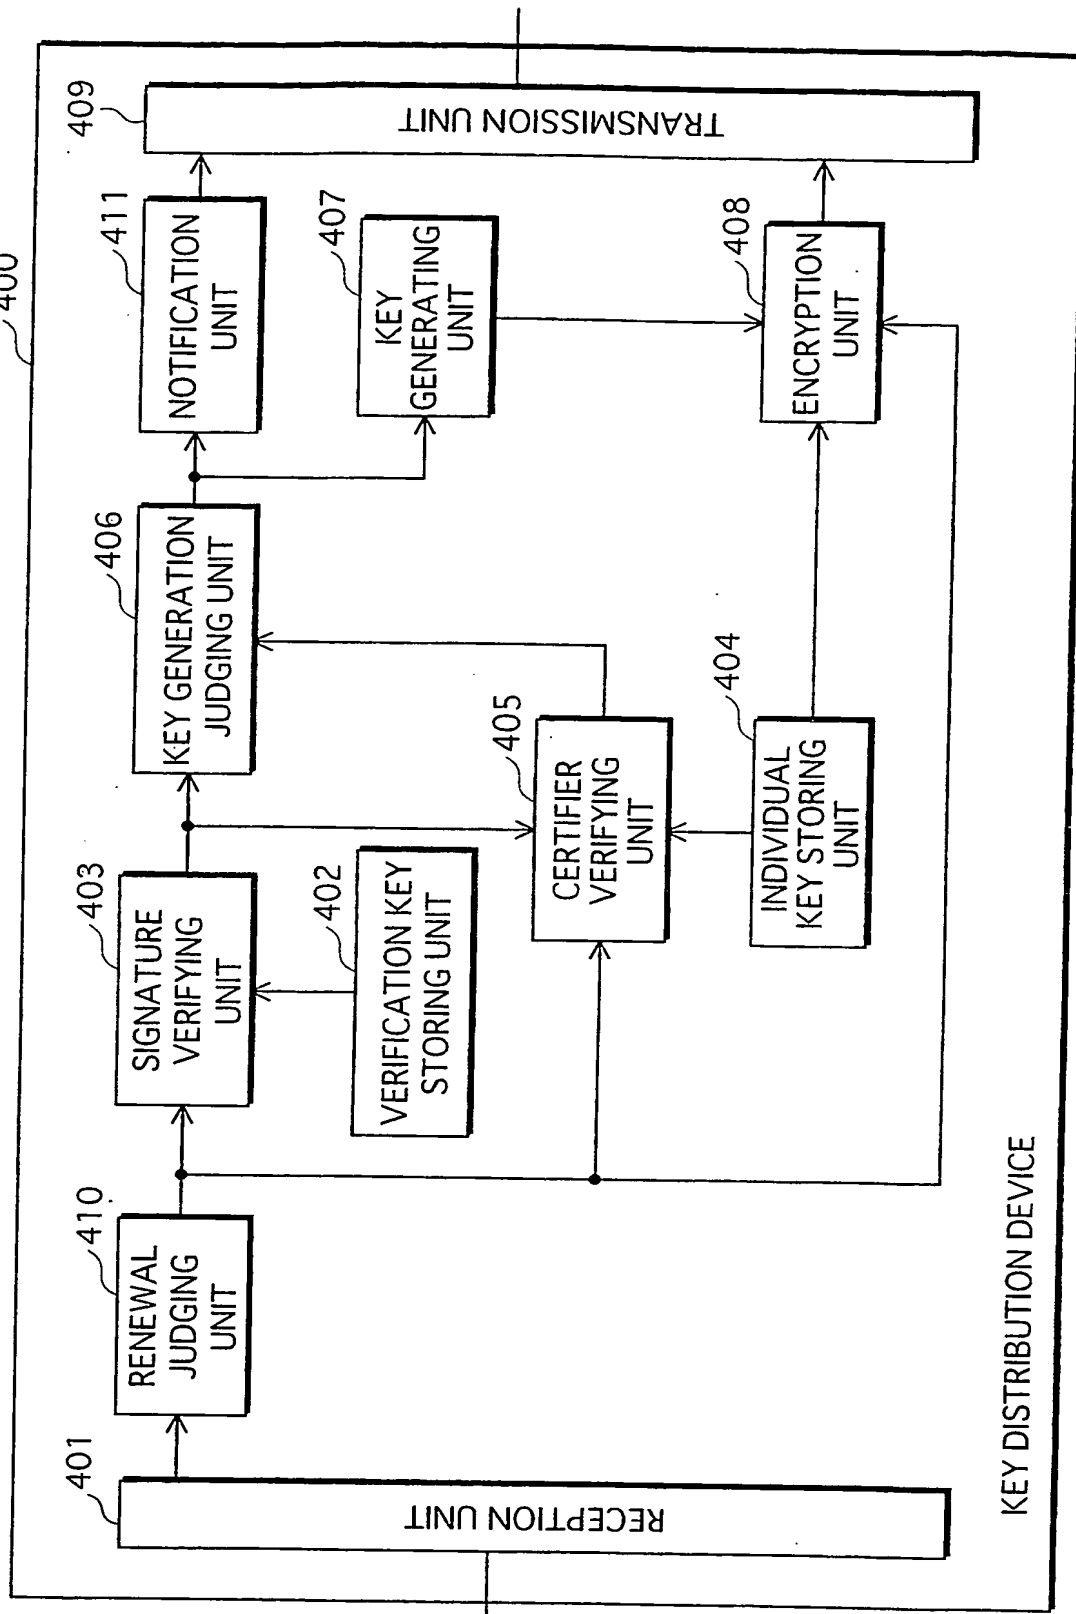 400
401
RECEPTION UNIT
410
RENEWAL
JUDGING
UNIT
403
SIGNATURE
VERIFYING
UNIT
402
VERIFICATION KEY
STORING UNIT
406
KEY GENERATION
JUDGING UNIT
405
CERTIFIER
VERIFYING
UNIT
404
INDIVIDUAL
KEY STORING
UNIT
411
NOTIFICATION
UNIT
407
KEY
GENERATING
UNIT
408
ENCRYPTION
UNIT
409
TRANSMISSION UNIT
KEY DISTRIBUTION DEVICE